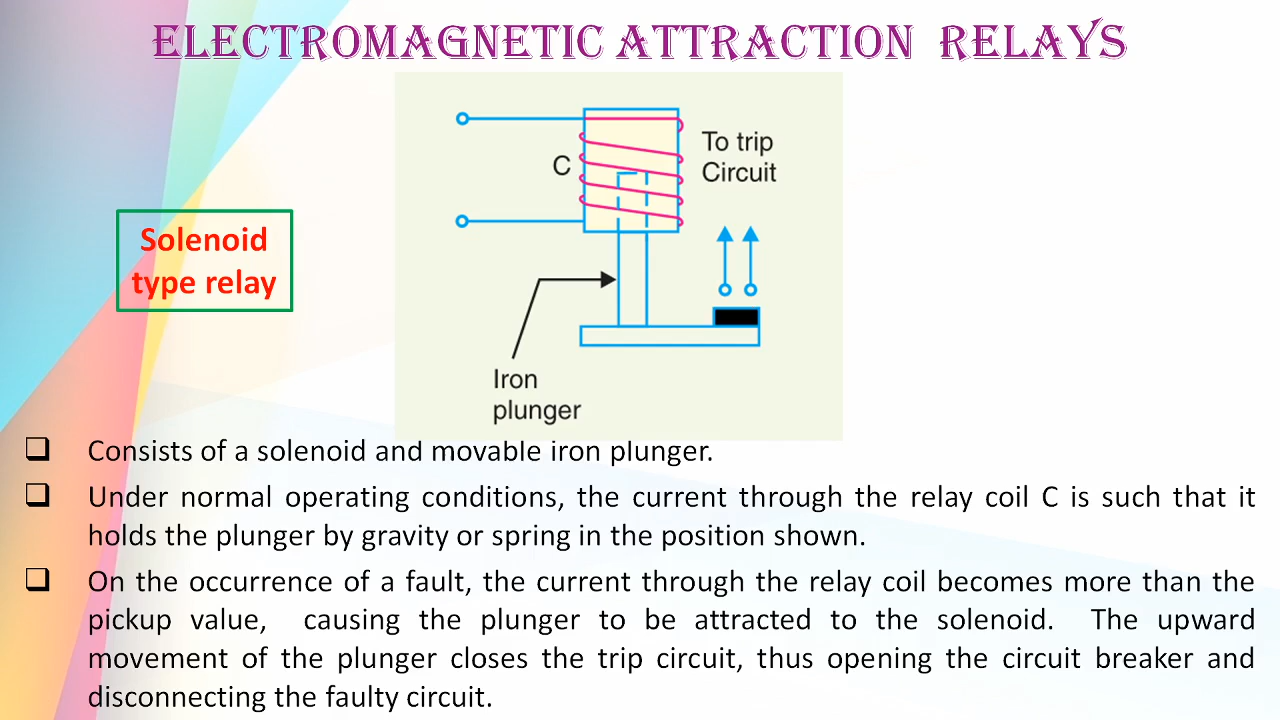 ELECTROMAGNETIC ATTRACTION RELAYS
To trip
Circuit
C
Solenoid
type relay
Iron
plunger
❑ Consists of a solenoid and movable iron plunger.
❑ Under normal operating conditions, the current through the relay coil C is such that it
holds the plunger by gravity or spring in the position shown.
❑ On the occurrence of a fault, the current through the relay coil becomes more than the
pickup value, causing the plunger to be attracted to the solenoid. The upward
movement of the plunger closes the trip circuit, thus opening the circuit breaker and
disconnecting the faulty circuit.